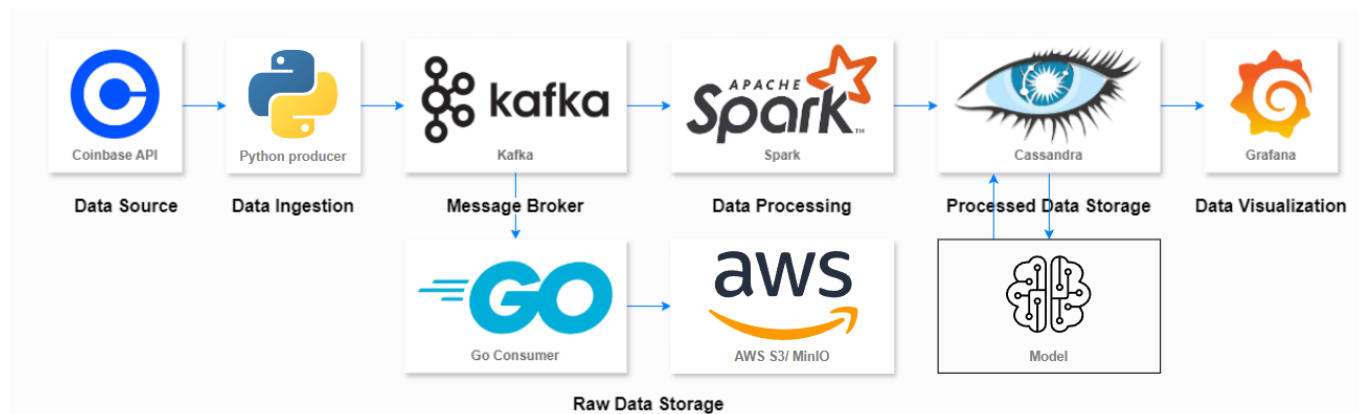 kafka
APACHE
Spark™
Coinbase API
Python producer
Kafka
Spark
Cassandra
Grafana
Data Source
Data Ingestion
Message Broker
Data Processing
Processed Data Storage
Data Visualization
GO
aws
Go Consumer
AWS S3/ MinIO
Model
Raw Data Storage